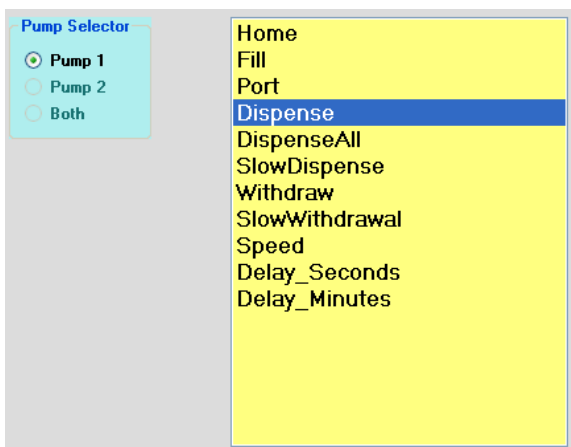 Pump Selector
Pump 1
Pump 2
Both
Home
Fill
Port
Dispense
DispenseAll
SlowDispense
Withdraw
SlowWithdrawal
Speed
Delay_Seconds
Delay_Minutes